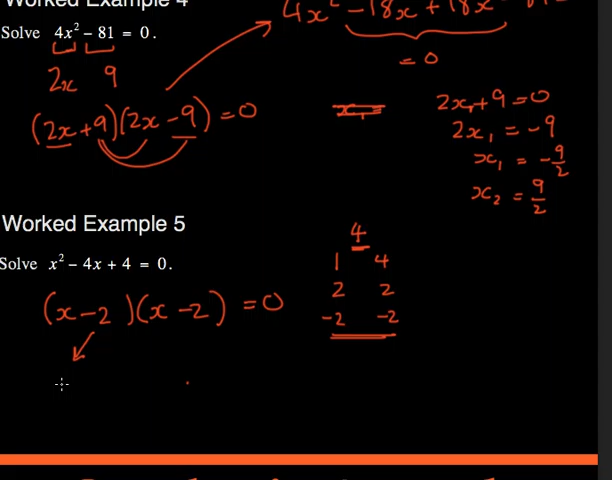 Worked Example 4
4x² - 18x + 18x
Solve 4x² − 81 = 0.
2x 9
= 0
(2x + 9)(2x - 9) = 0
x₁ =
2x₁ + 9 = 0
2x₁ = -9
x₁ = -9/2
x₂ = 9/2
Worked Example 5
Solve x² − 4x + 4 = 0.
(x - 2)(x - 2) = 0
4
1 4
2 2
-2 -2